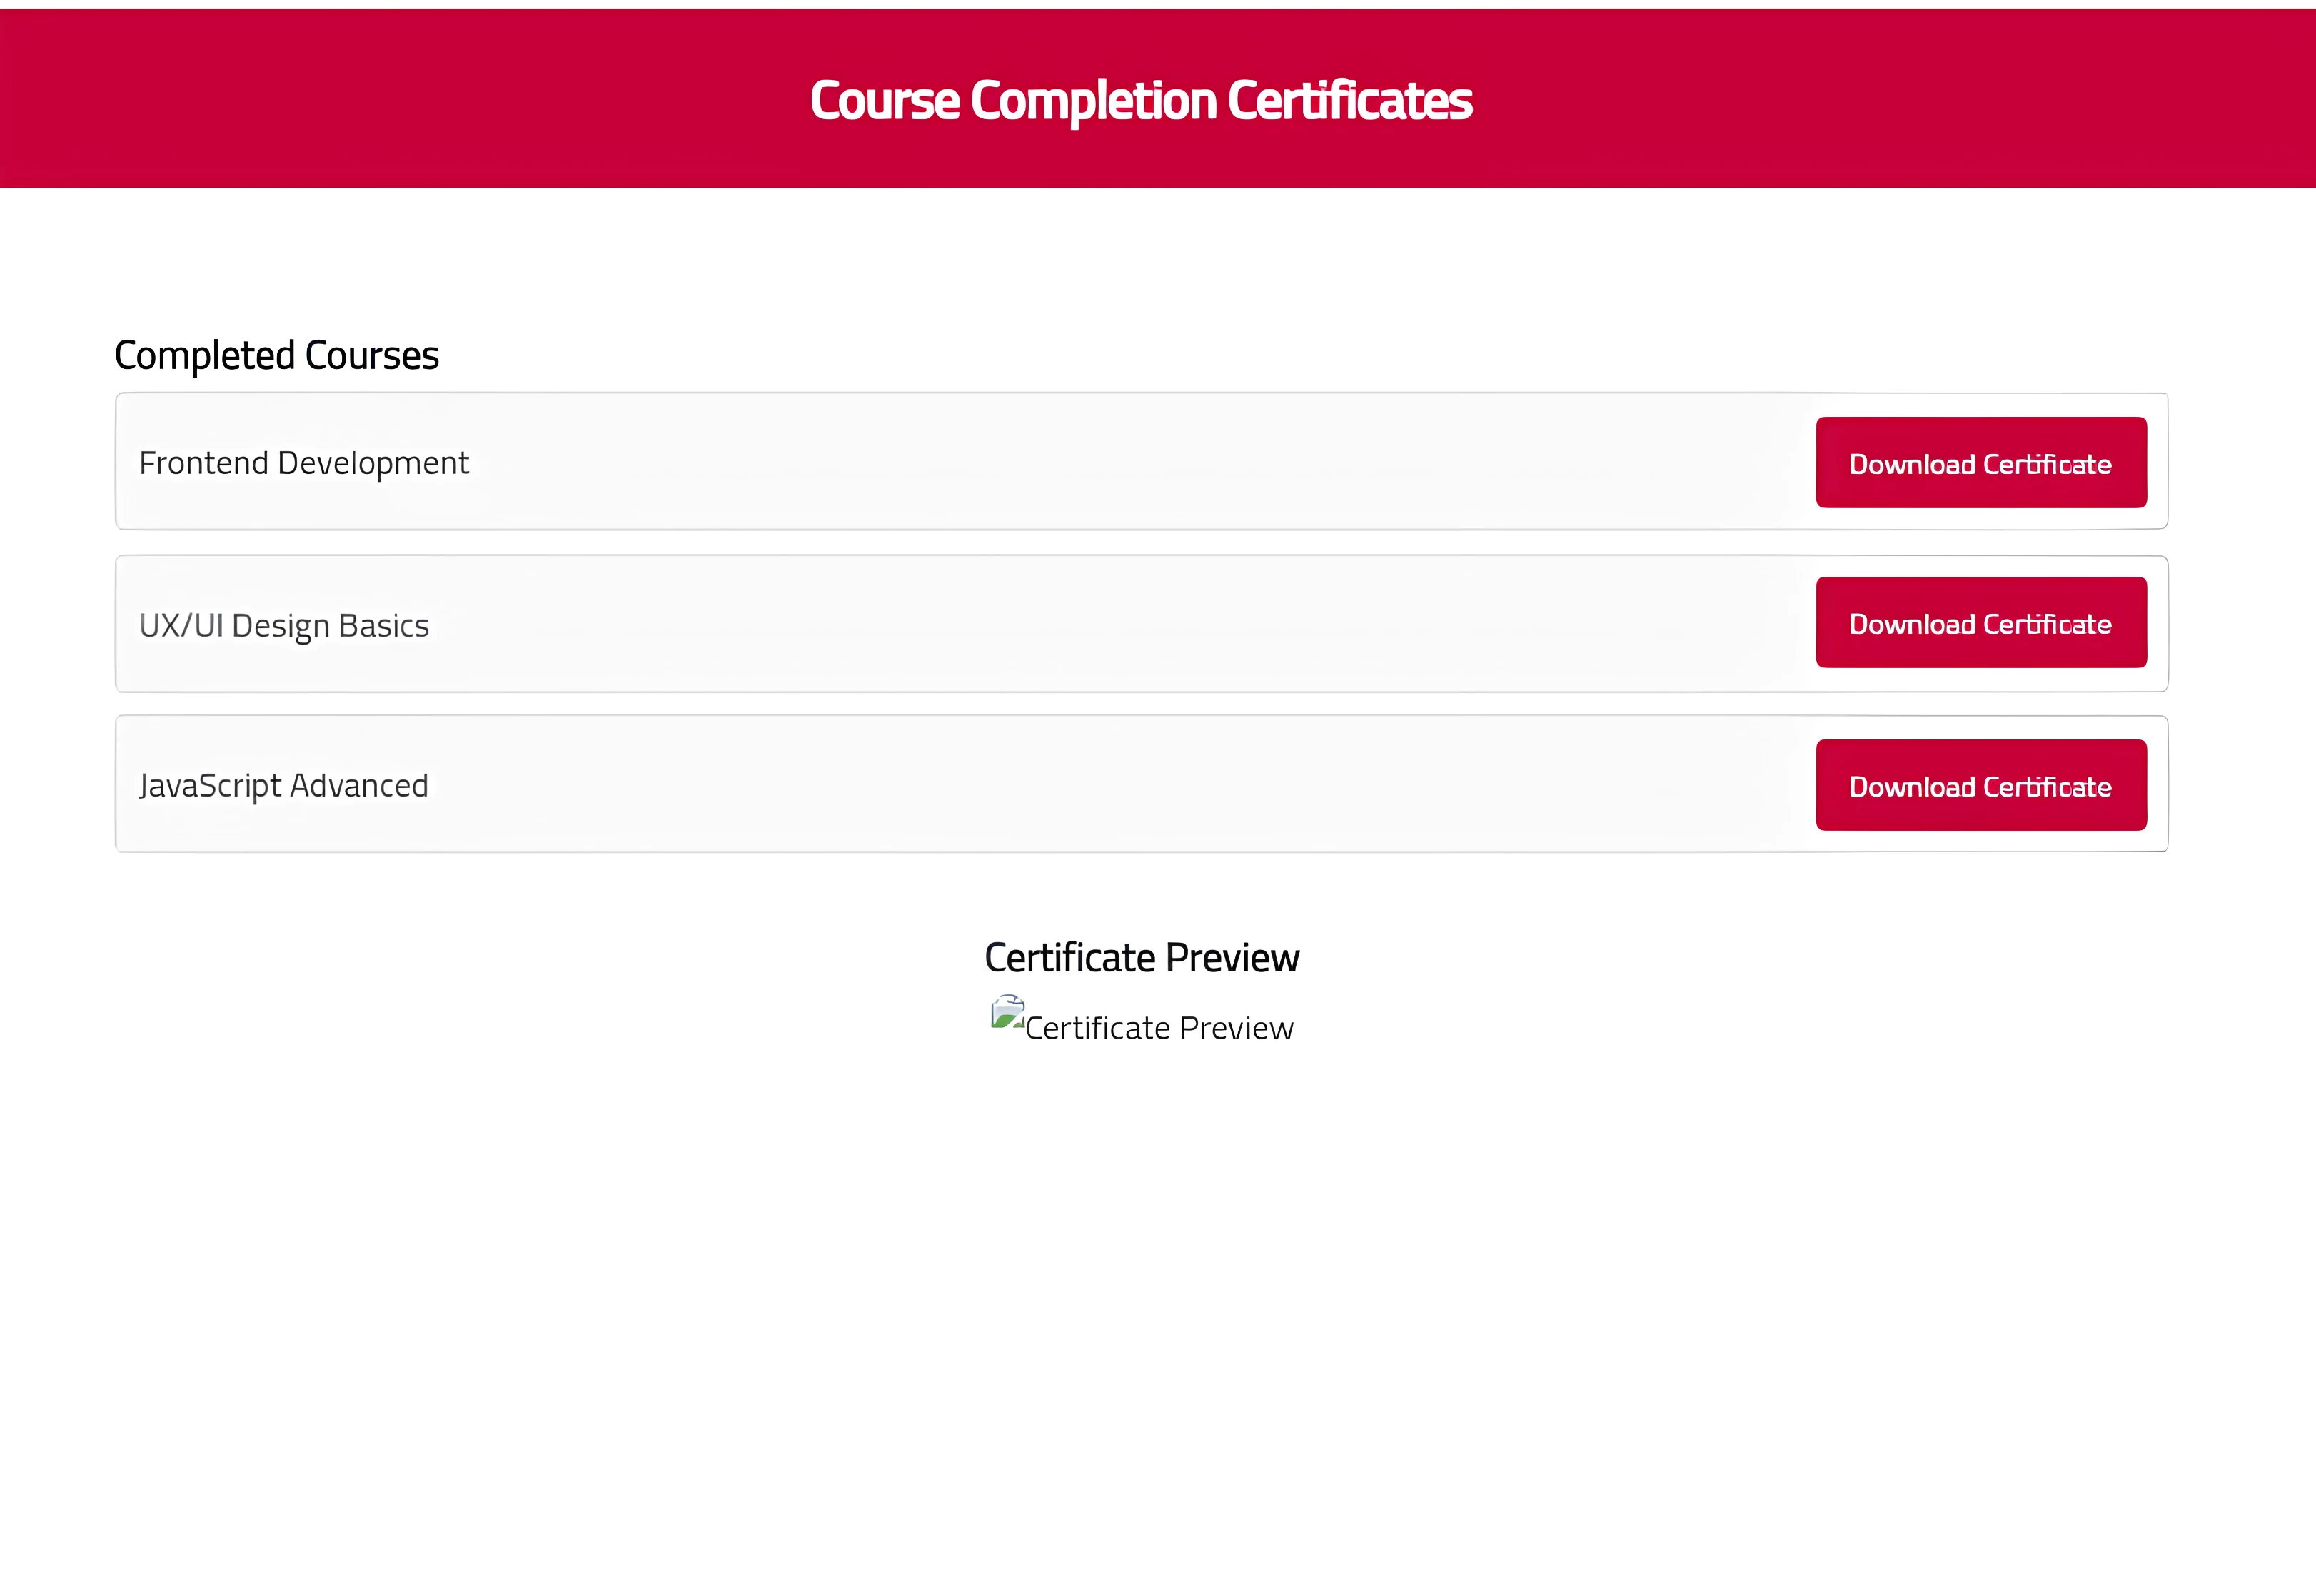 Course Completion Certificates
Completed Courses
Frontend Development
Download Certificate
UX/UI Design Basics
Download Certificate
JavaScript Advanced
Download Certificate
Certificate Preview
Certificate Preview